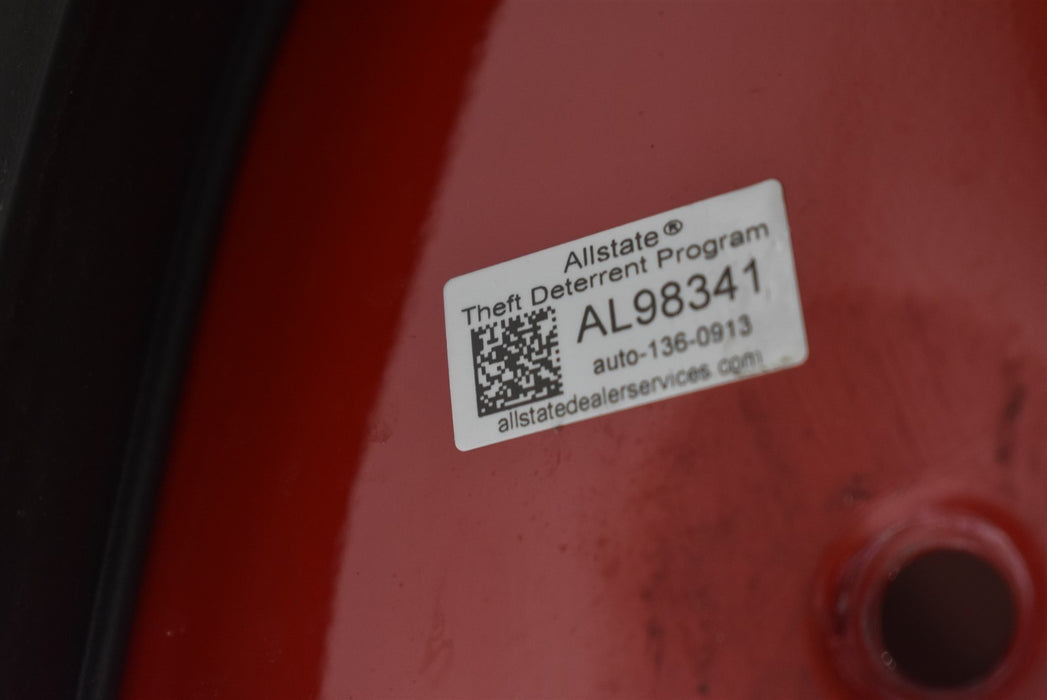 Allstate®
Theft Deterrent Program
AL98341
auto-136-0913
allstatedealerservices.com